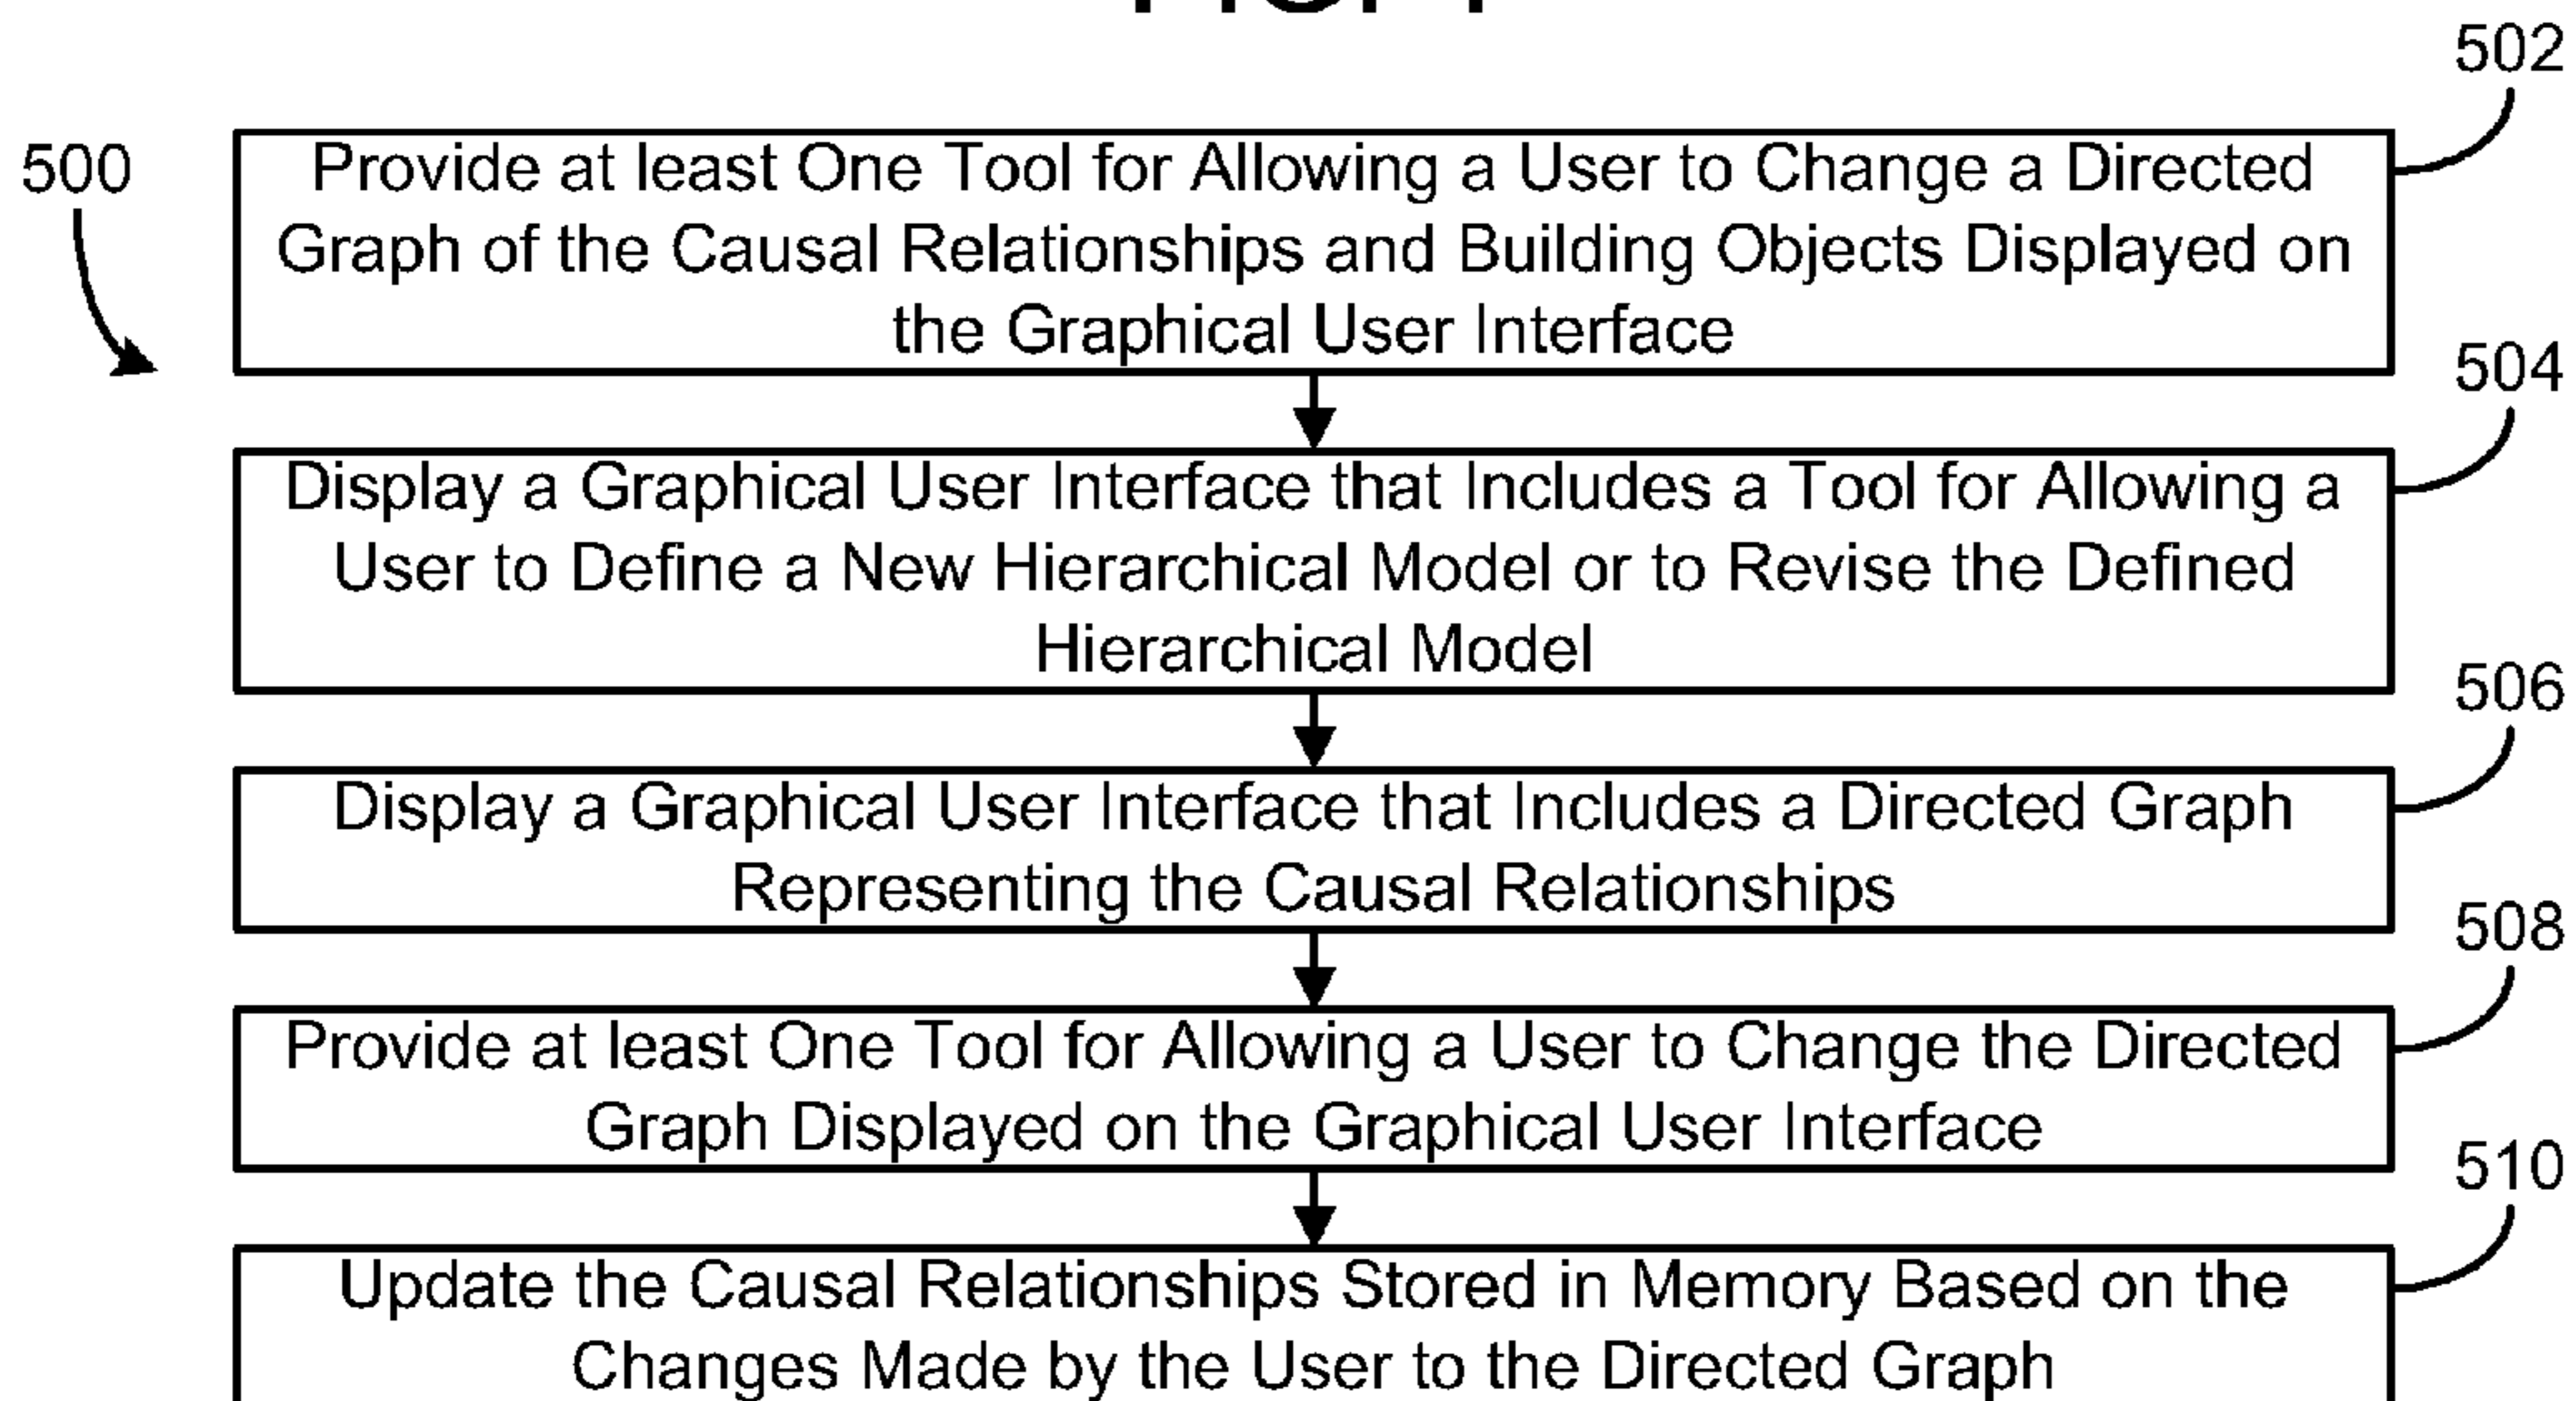 502
500
Provide at least One Tool for Allowing a User to Change a Directed
Graph of the Causal Relationships and Building Objects Displayed on
the Graphical User Interface
504
Display a Graphical User Interface that Includes a Tool for Allowing a
User to Define a New Hierarchical Model or to Revise the Defined
Hierarchical Model
506
Display a Graphical User Interface that Includes a Directed Graph
Representing the Causal Relationships
508
Provide at least One Tool for Allowing a User to Change the Directed
Graph Displayed on the Graphical User Interface
510
Update the Causal Relationships Stored in Memory Based on the
Changes Made by the User to the Directed Graph